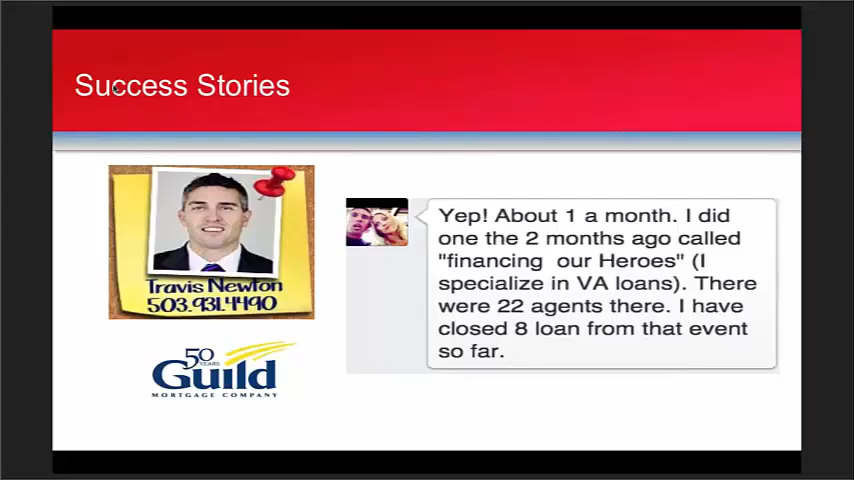 Success Stories
Travis Newton
503.931.4490
50
YEARS
Guild
MORTGAGE COMPANY
Yep! About 1 a month. I did
one the 2 months ago called
"financing  our Heroes" (I
specialize in VA loans). There
were 22 agents there. I have
closed 8 loan from that event
so far.